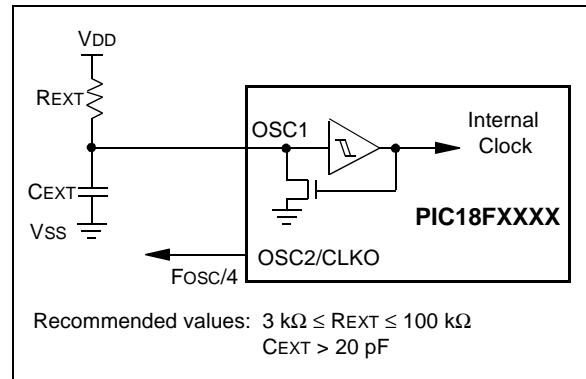 VDD
REXT
OSC1
Internal
Clock
CEXT
PIC18FXXXX
VSS
OSC2/CLKO
FOSC/4
Recommended values: 3 kΩ ≤ REXT ≤ 100 kΩ
CEXT > 20 pF